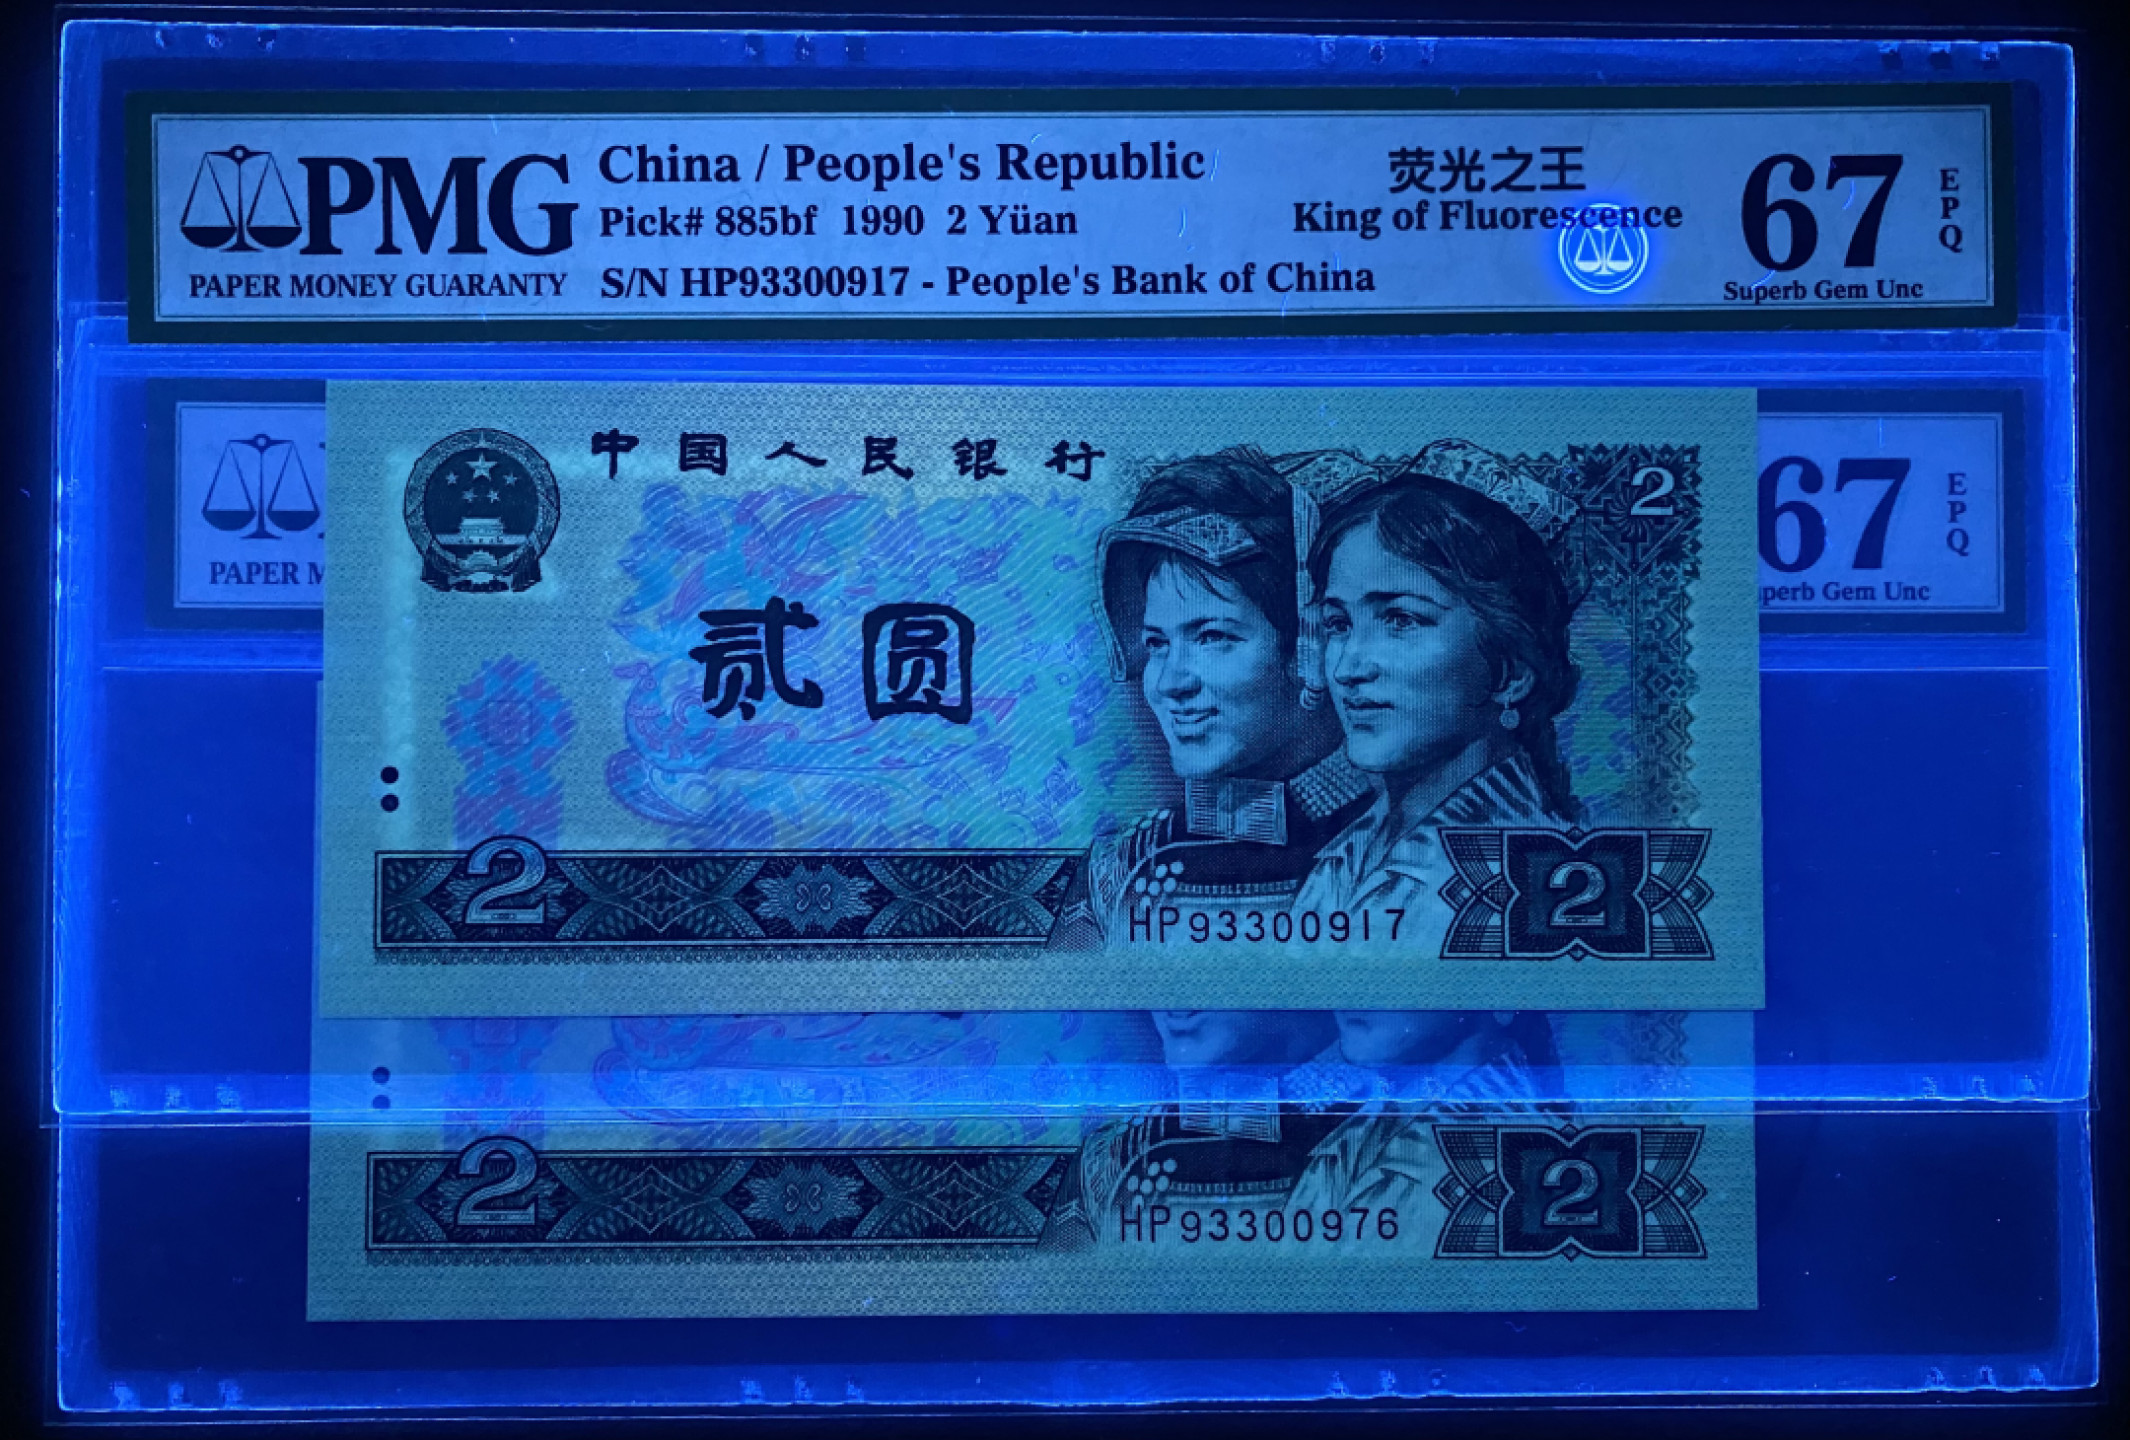 PMG
PAPER MONEY GUARANTY
China / People's Republic
Pick# 885bf 1990 2 Yüan
S/N HP93300917 - People's Bank of China
荧光之王
King of Fluorescence
67
EPQ
Superb Gem Unc
PAPER M
67
EPQ
perb Gem Unc
中国人民银行
2
贰圆
2
HP93300917
2
2
HP93300976
2